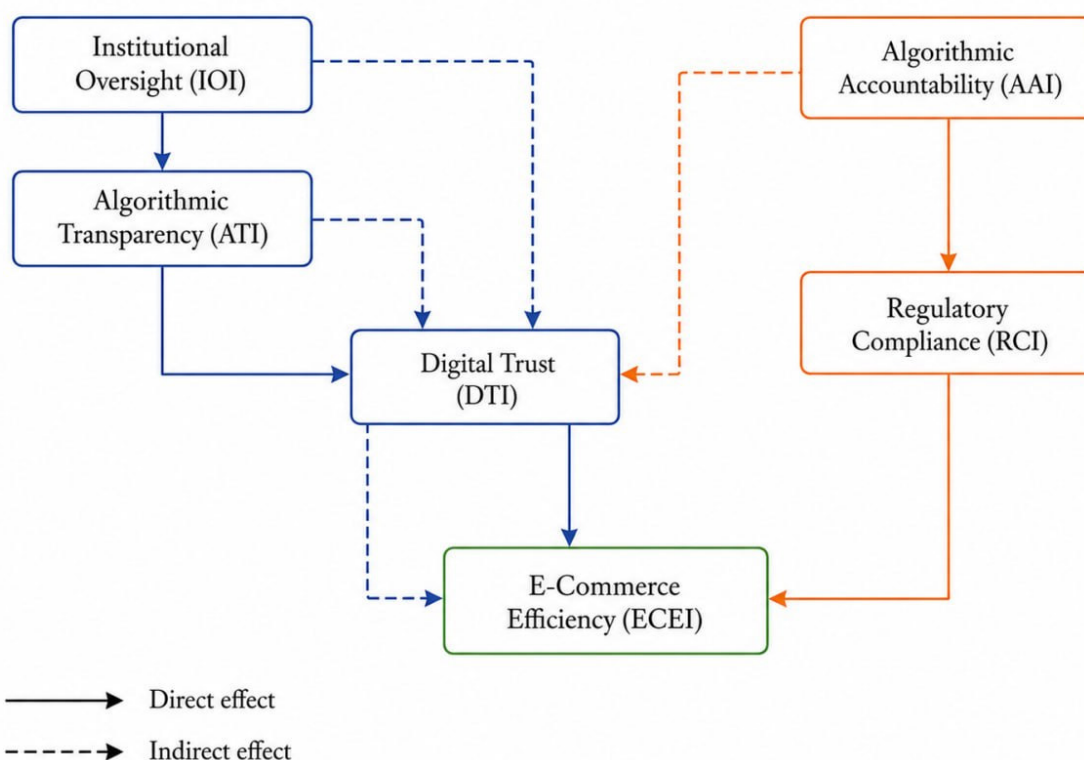 Institutional
Oversight (IOI)
Algorithmic
Accountability (AAI)
Algorithmic
Transparency (ATI)
Regulatory
Compliance (RCI)
Digital Trust
(DTI)
E-Commerce
Efficiency (ECEI)
Direct effect
Indirect effect